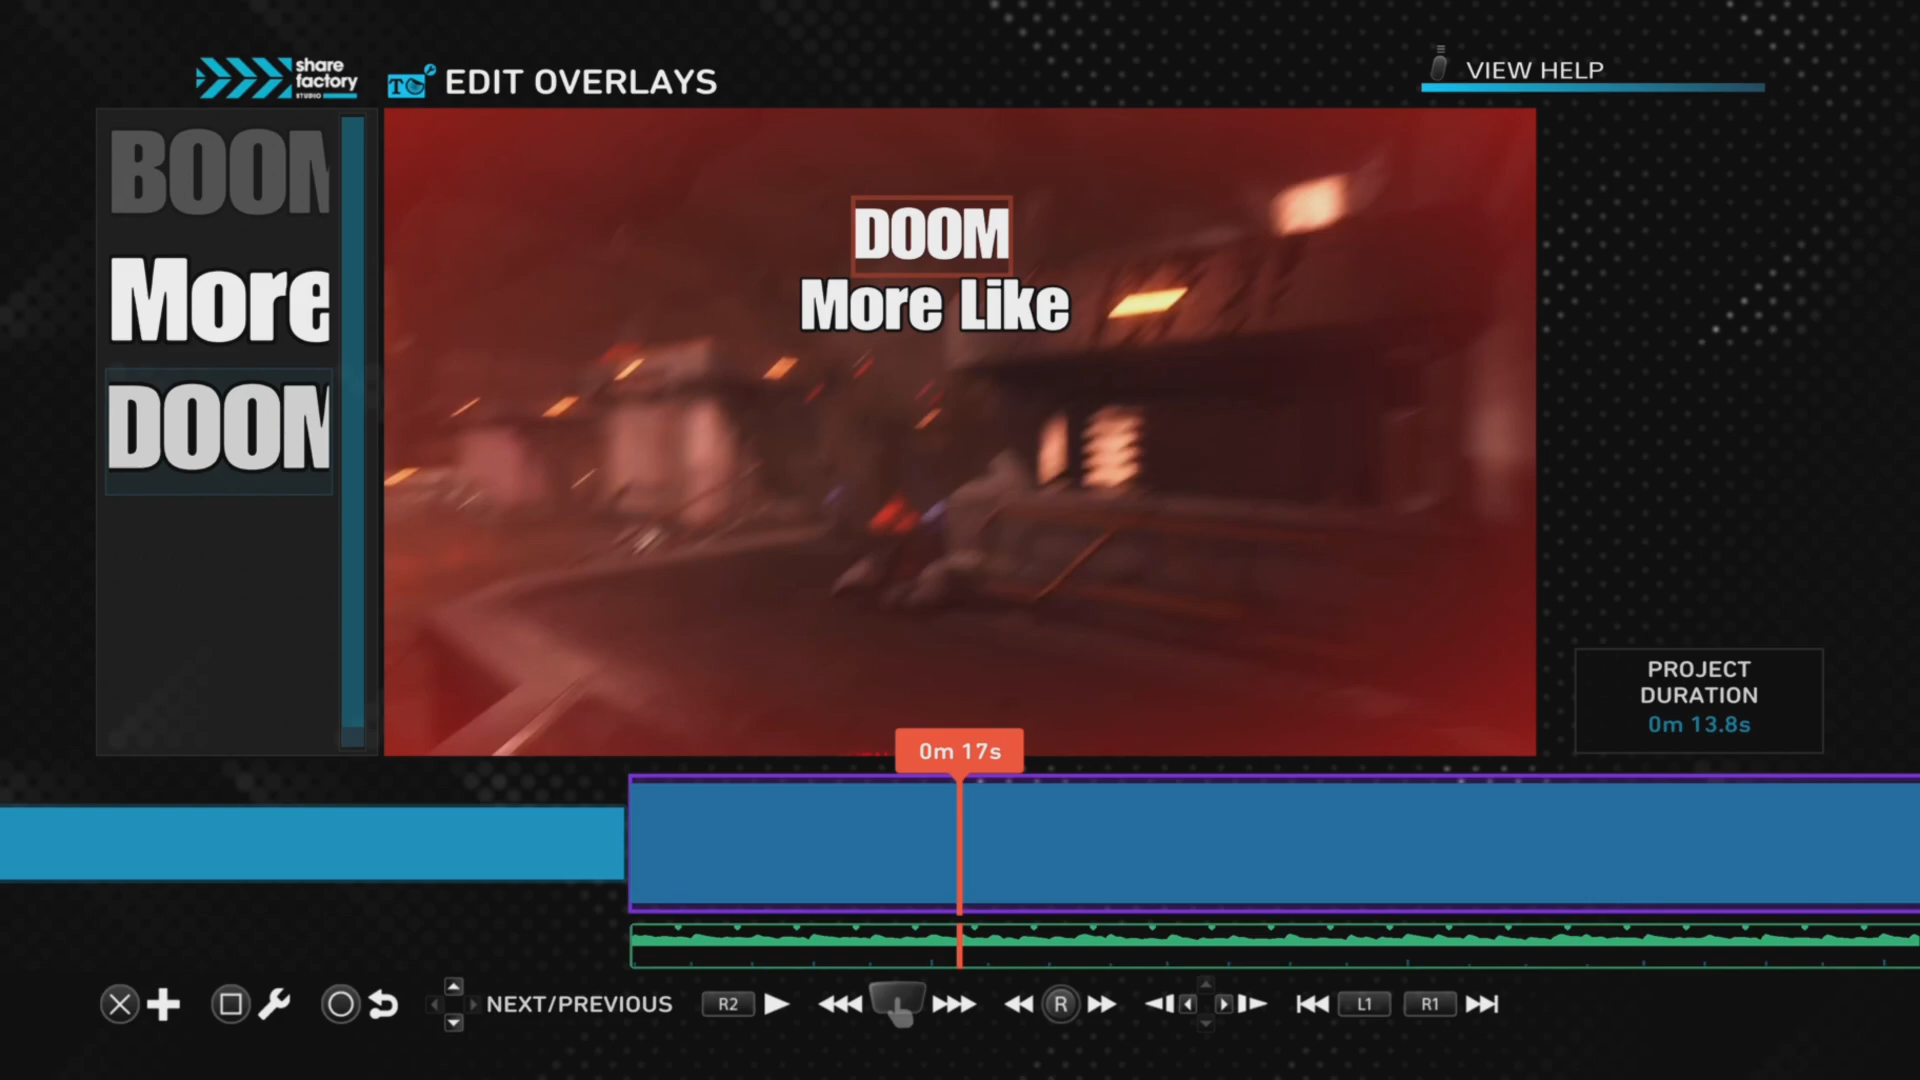 share
factory
STUDIO
EDIT OVERLAYS
VIEW HELP
BOOM
More
DOOM
DOOM
More Like
PROJECT
DURATION
0m 13.8s
0m 17s
NEXT/PREVIOUS
R2
R
L1
R1